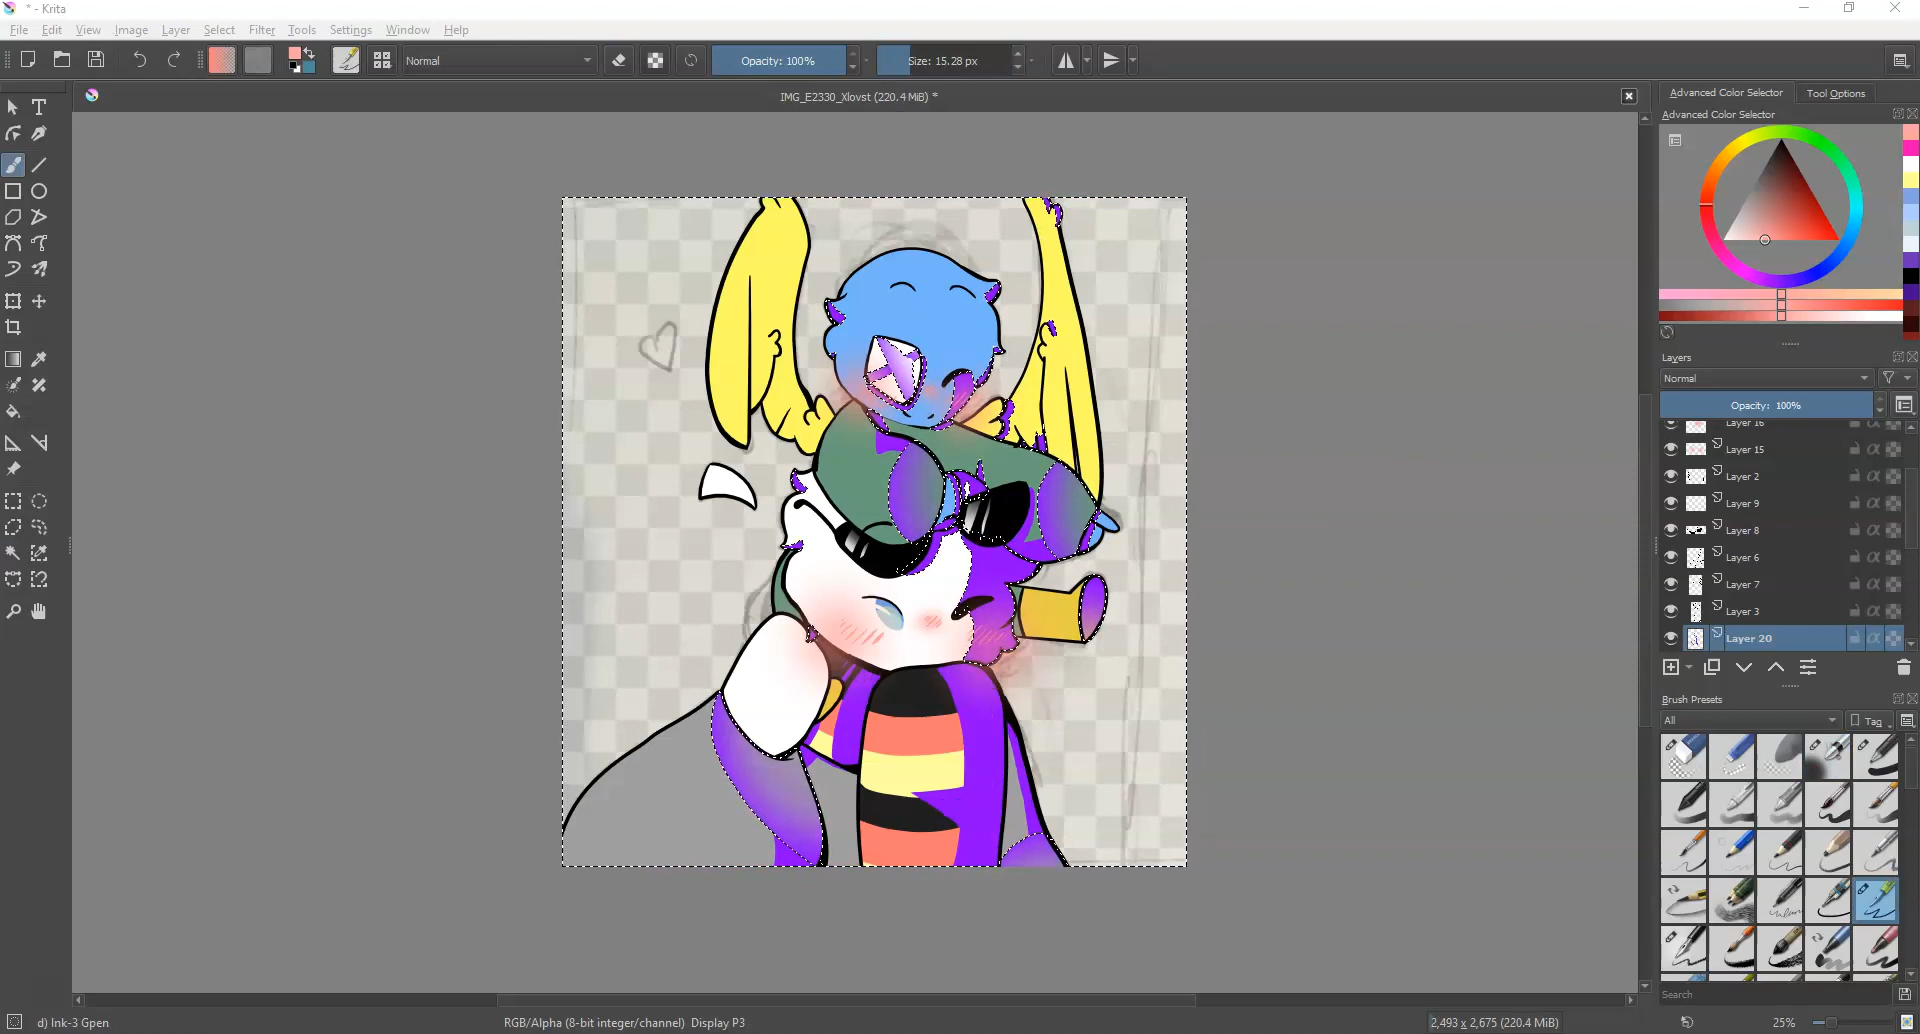 * - Krita
File Edit View Image Layer Select Filter Tools Settings Window Help
Normal
Opacity: 100%
Size: 15.28 px
IMG_E2330_Xlovst (220.4 MiB) *
Advanced Color Selector
Tool Options
Advanced Color Selector
Layers
Normal
Opacity: 100%
Layer 16
Layer 15
Layer 2
Layer 9
Layer 8
Layer 6
Layer 7
Layer 3
Layer 20
Brush Presets
All
Tag
Search
d) Ink-3 Gpen
RGB/Alpha (8-bit integer/channel) Display P3
2,493 x 2,675 (220.4 MiB)
25%